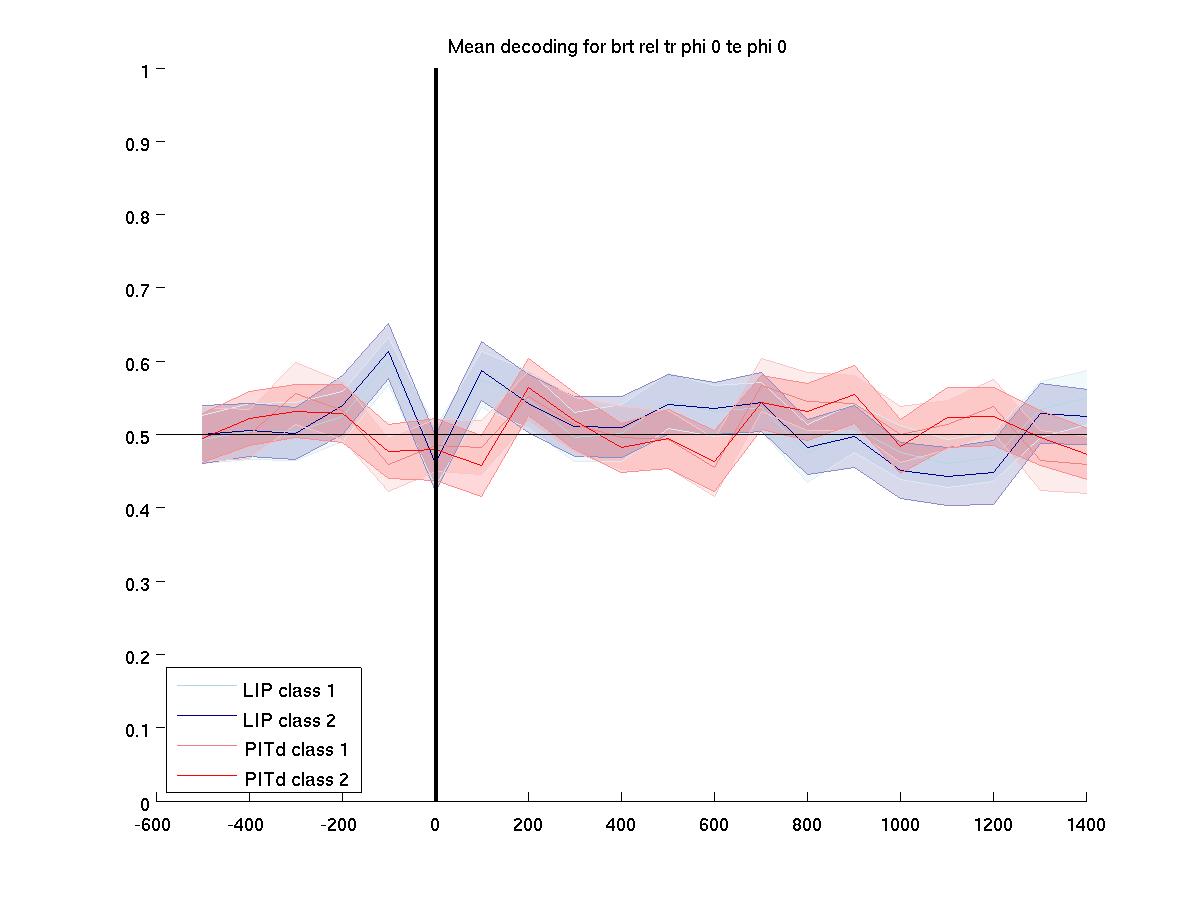 Mean decoding for brt rel tr phi 0 te phi 0
1
0.9
0.8
0.7
0.6
0.5
0.4
0.3
0.2
0.1
0
LIP class 1
LIP class 2
PITd class 1
PITd class 2
-600 -400 -200 0 200 400 600 800 1000 1200 1400